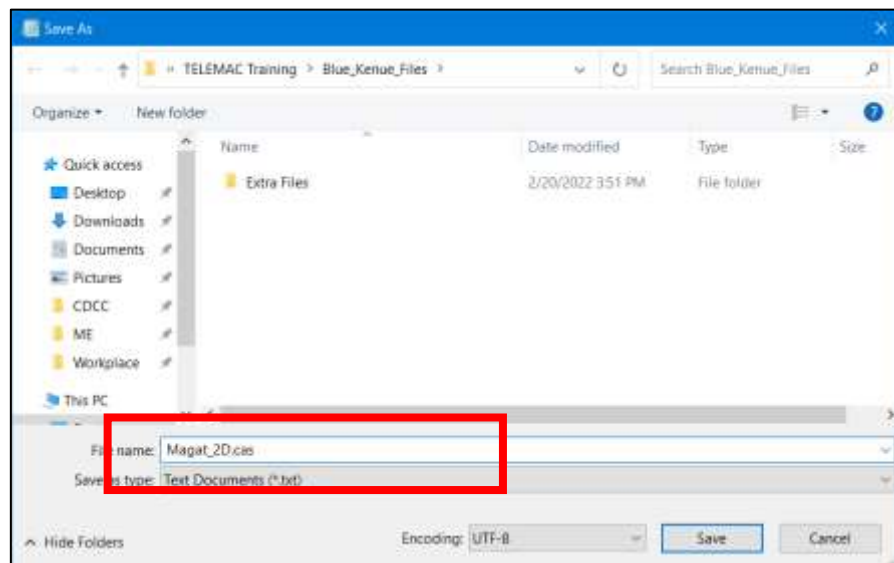 Save As
« TELEMAC Training > Blue_Kenue_Files >
Search Blue_Kenue_Files
Organize
New folder
?
Name
Date modified
Type
Size
Quick access
Desktop
Downloads
Documents
Pictures
CDCC
ME
Workplace
This PC
Extra Files
2/20/2022 3:51 PM
File folder
File name: Magat_2D.cas
Save as type: Text Documents (*.txt)
Hide Folders
Encoding: UTF-8
Save
Cancel